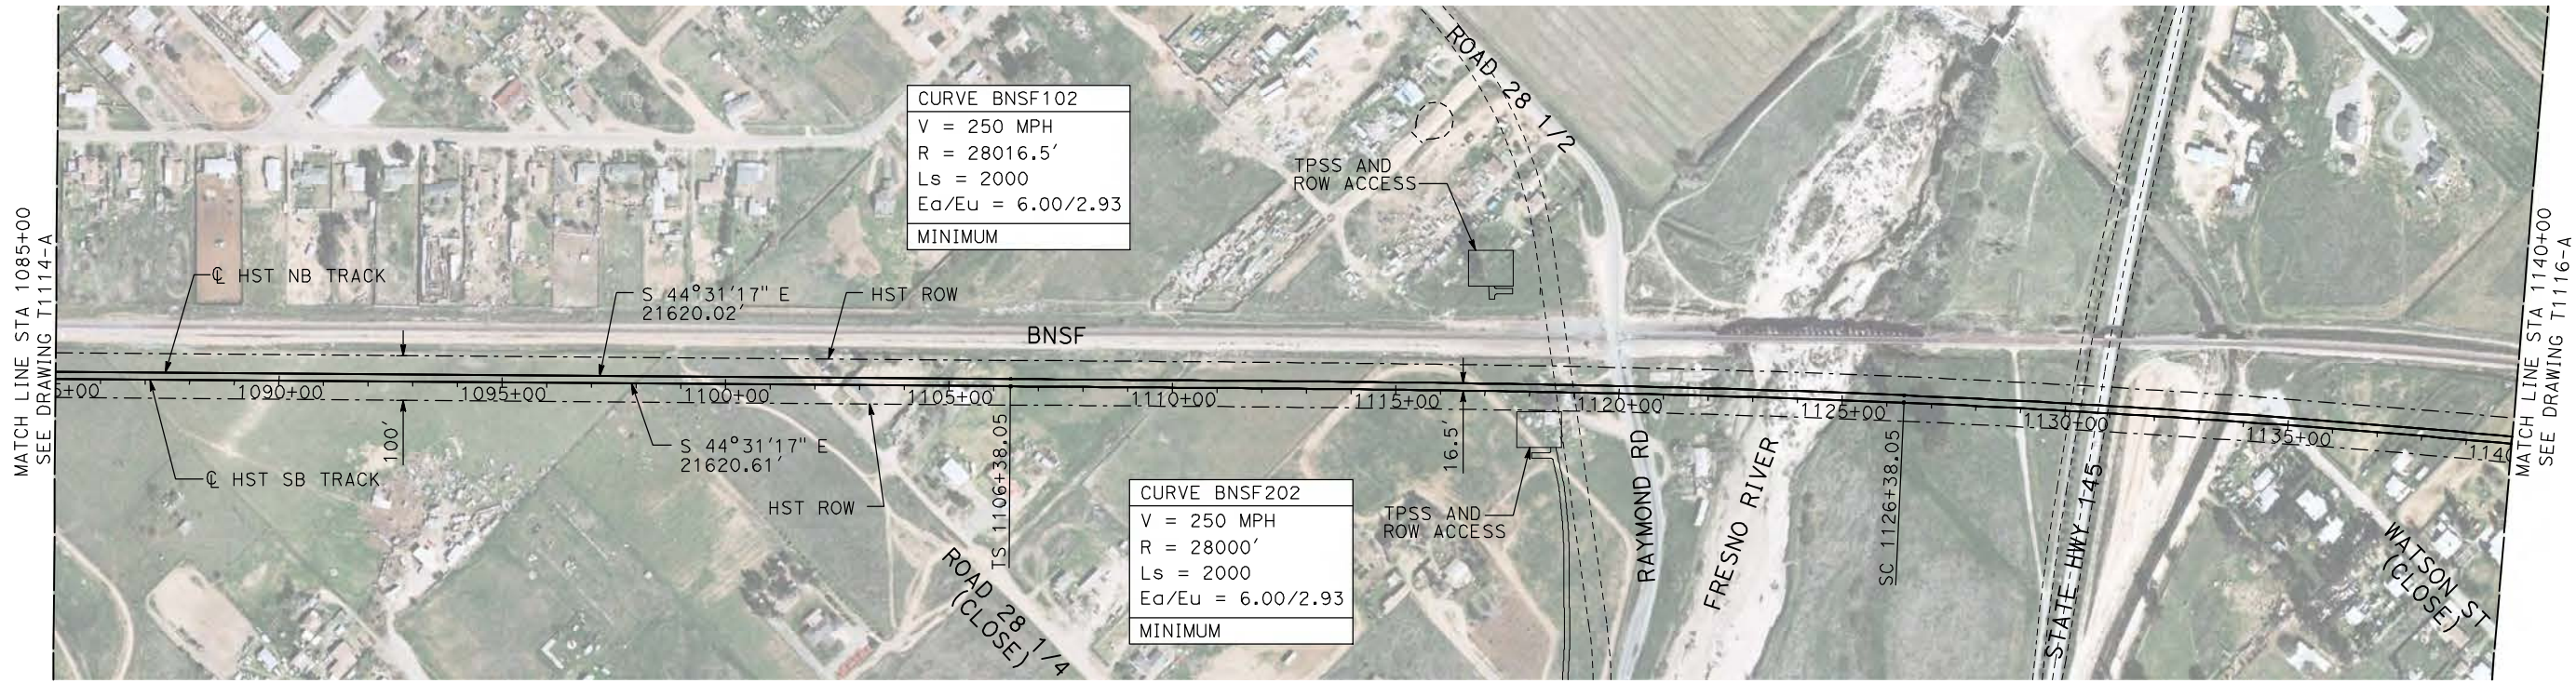 MATCH LINE STA 1085+00
SEE DRAWING T1114-A
℄ HST NB TRACK
℄ HST SB TRACK
100'
S 44°31'17" E
21620.02'
S 44°31'17" E
21620.61'
HST ROW
HST ROW
CURVE BNSF102
V = 250 MPH
R = 28016.5'
Ls = 2000
Ea/Eu = 6.00/2.93
MINIMUM
BNSF
5+00
1090+00
1095+00
1100+00
1105+00
1110+00
1115+00
1120+00
1125+00
1130+00
1135+00
1140
TS 1106+38.05
ROAD 28 1/4
(CLOSE)
CURVE BNSF202
V = 250 MPH
R = 28000'
Ls = 2000
Ea/Eu = 6.00/2.93
MINIMUM
ROAD 28 1/2
TPSS AND
ROW ACCESS
16.5'
TPSS AND
ROW ACCESS
RAYMOND RD
FRESNO RIVER
SC 1126+38.05
STATE HWY 145
WATSON ST
(CLOSE)
MATCH LINE STA 1140+00
SEE DRAWING T1116-A